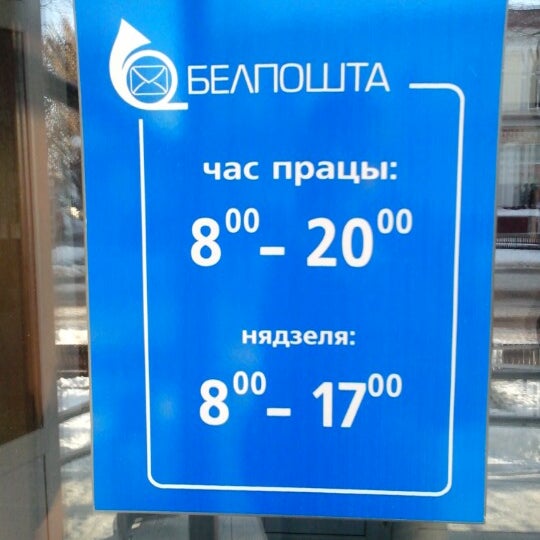 БЕЛПОШТА
час працы:
8⁰⁰ – 20⁰⁰
нядзеля:
8⁰⁰ – 17⁰⁰